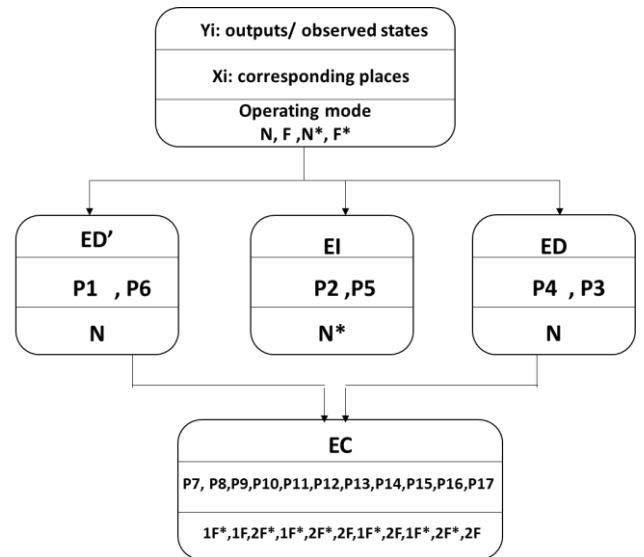 Yi: outputs/ observed states
Xi: corresponding places
Operating mode
N, F ,N*, F*
ED’
P1 , P6
N
EI
P2 ,P5
N*
ED
P4 , P3
N
EC
P7, P8,P9,P10,P11,P12,P13,P14,P15,P16,P17
1F*,1F,2F*,1F*,2F*,2F,1F*,2F,1F*,2F*,2F